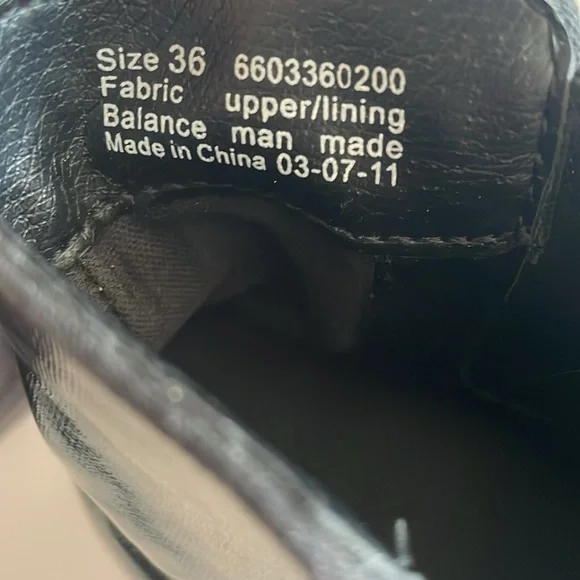 Size 36 6603360200
Fabric upper/lining
Balance man made
Made in China 03-07-11